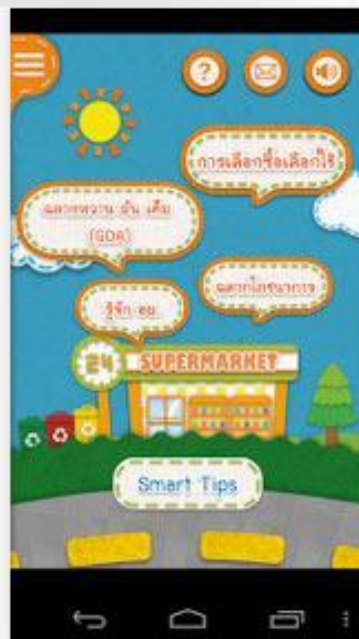 ?
การเลือกซื้อเลือกใช้
ฉลากหวาน มัน เค็ม
(GDA)
ฉลากโภชนาการ
รู้จัก อย.
24 SUPERMARKET
Smart Tips